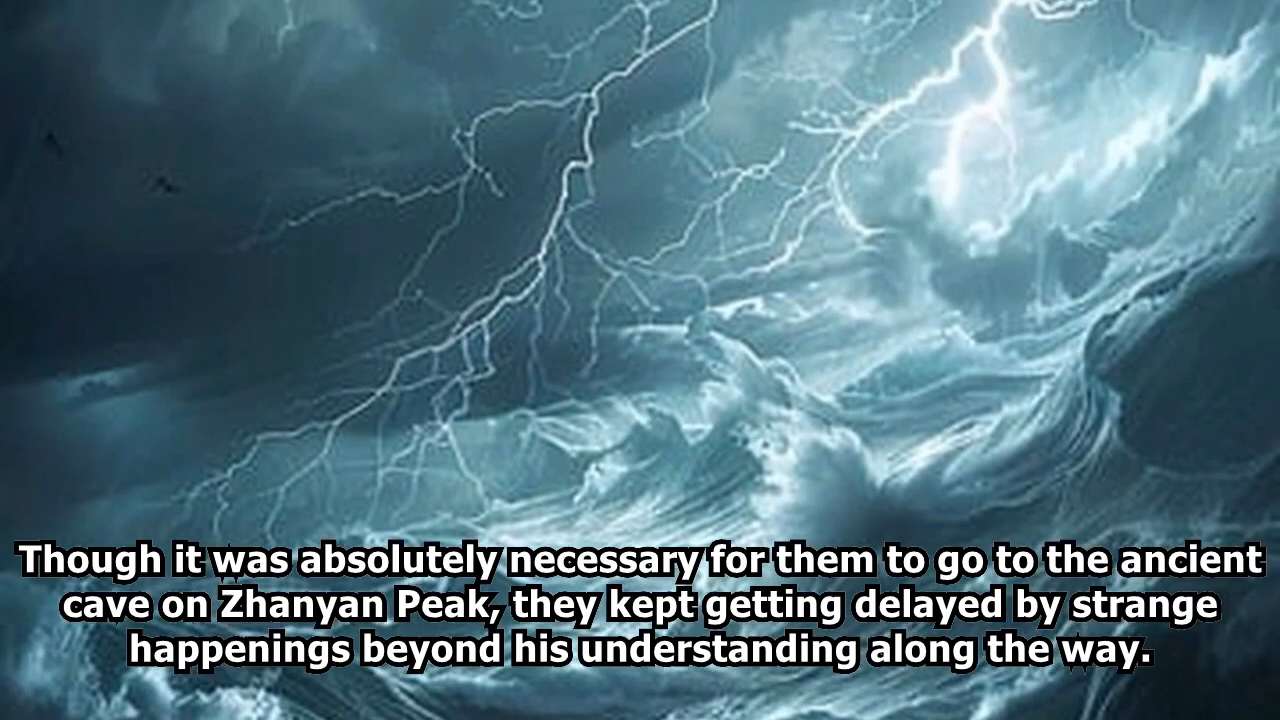 Though it was absolutely necessary for them to go to the ancient
cave on Zhanyan Peak, they kept getting delayed by strange
happenings beyond his understanding along the way.